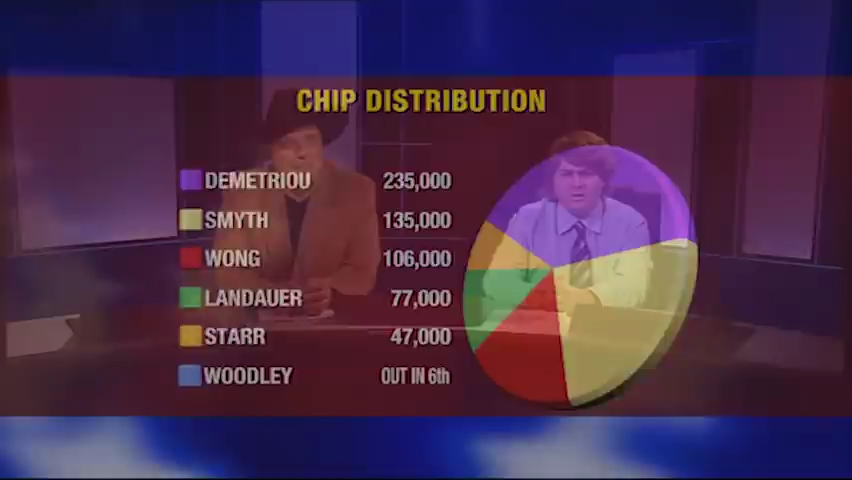 CHIP DISTRIBUTION
DEMETRIOU 235,000
SMYTH 135,000
WONG 106,000
LANDAUER 77,000
STARR 47,000
WOODLEY OUT IN 6th